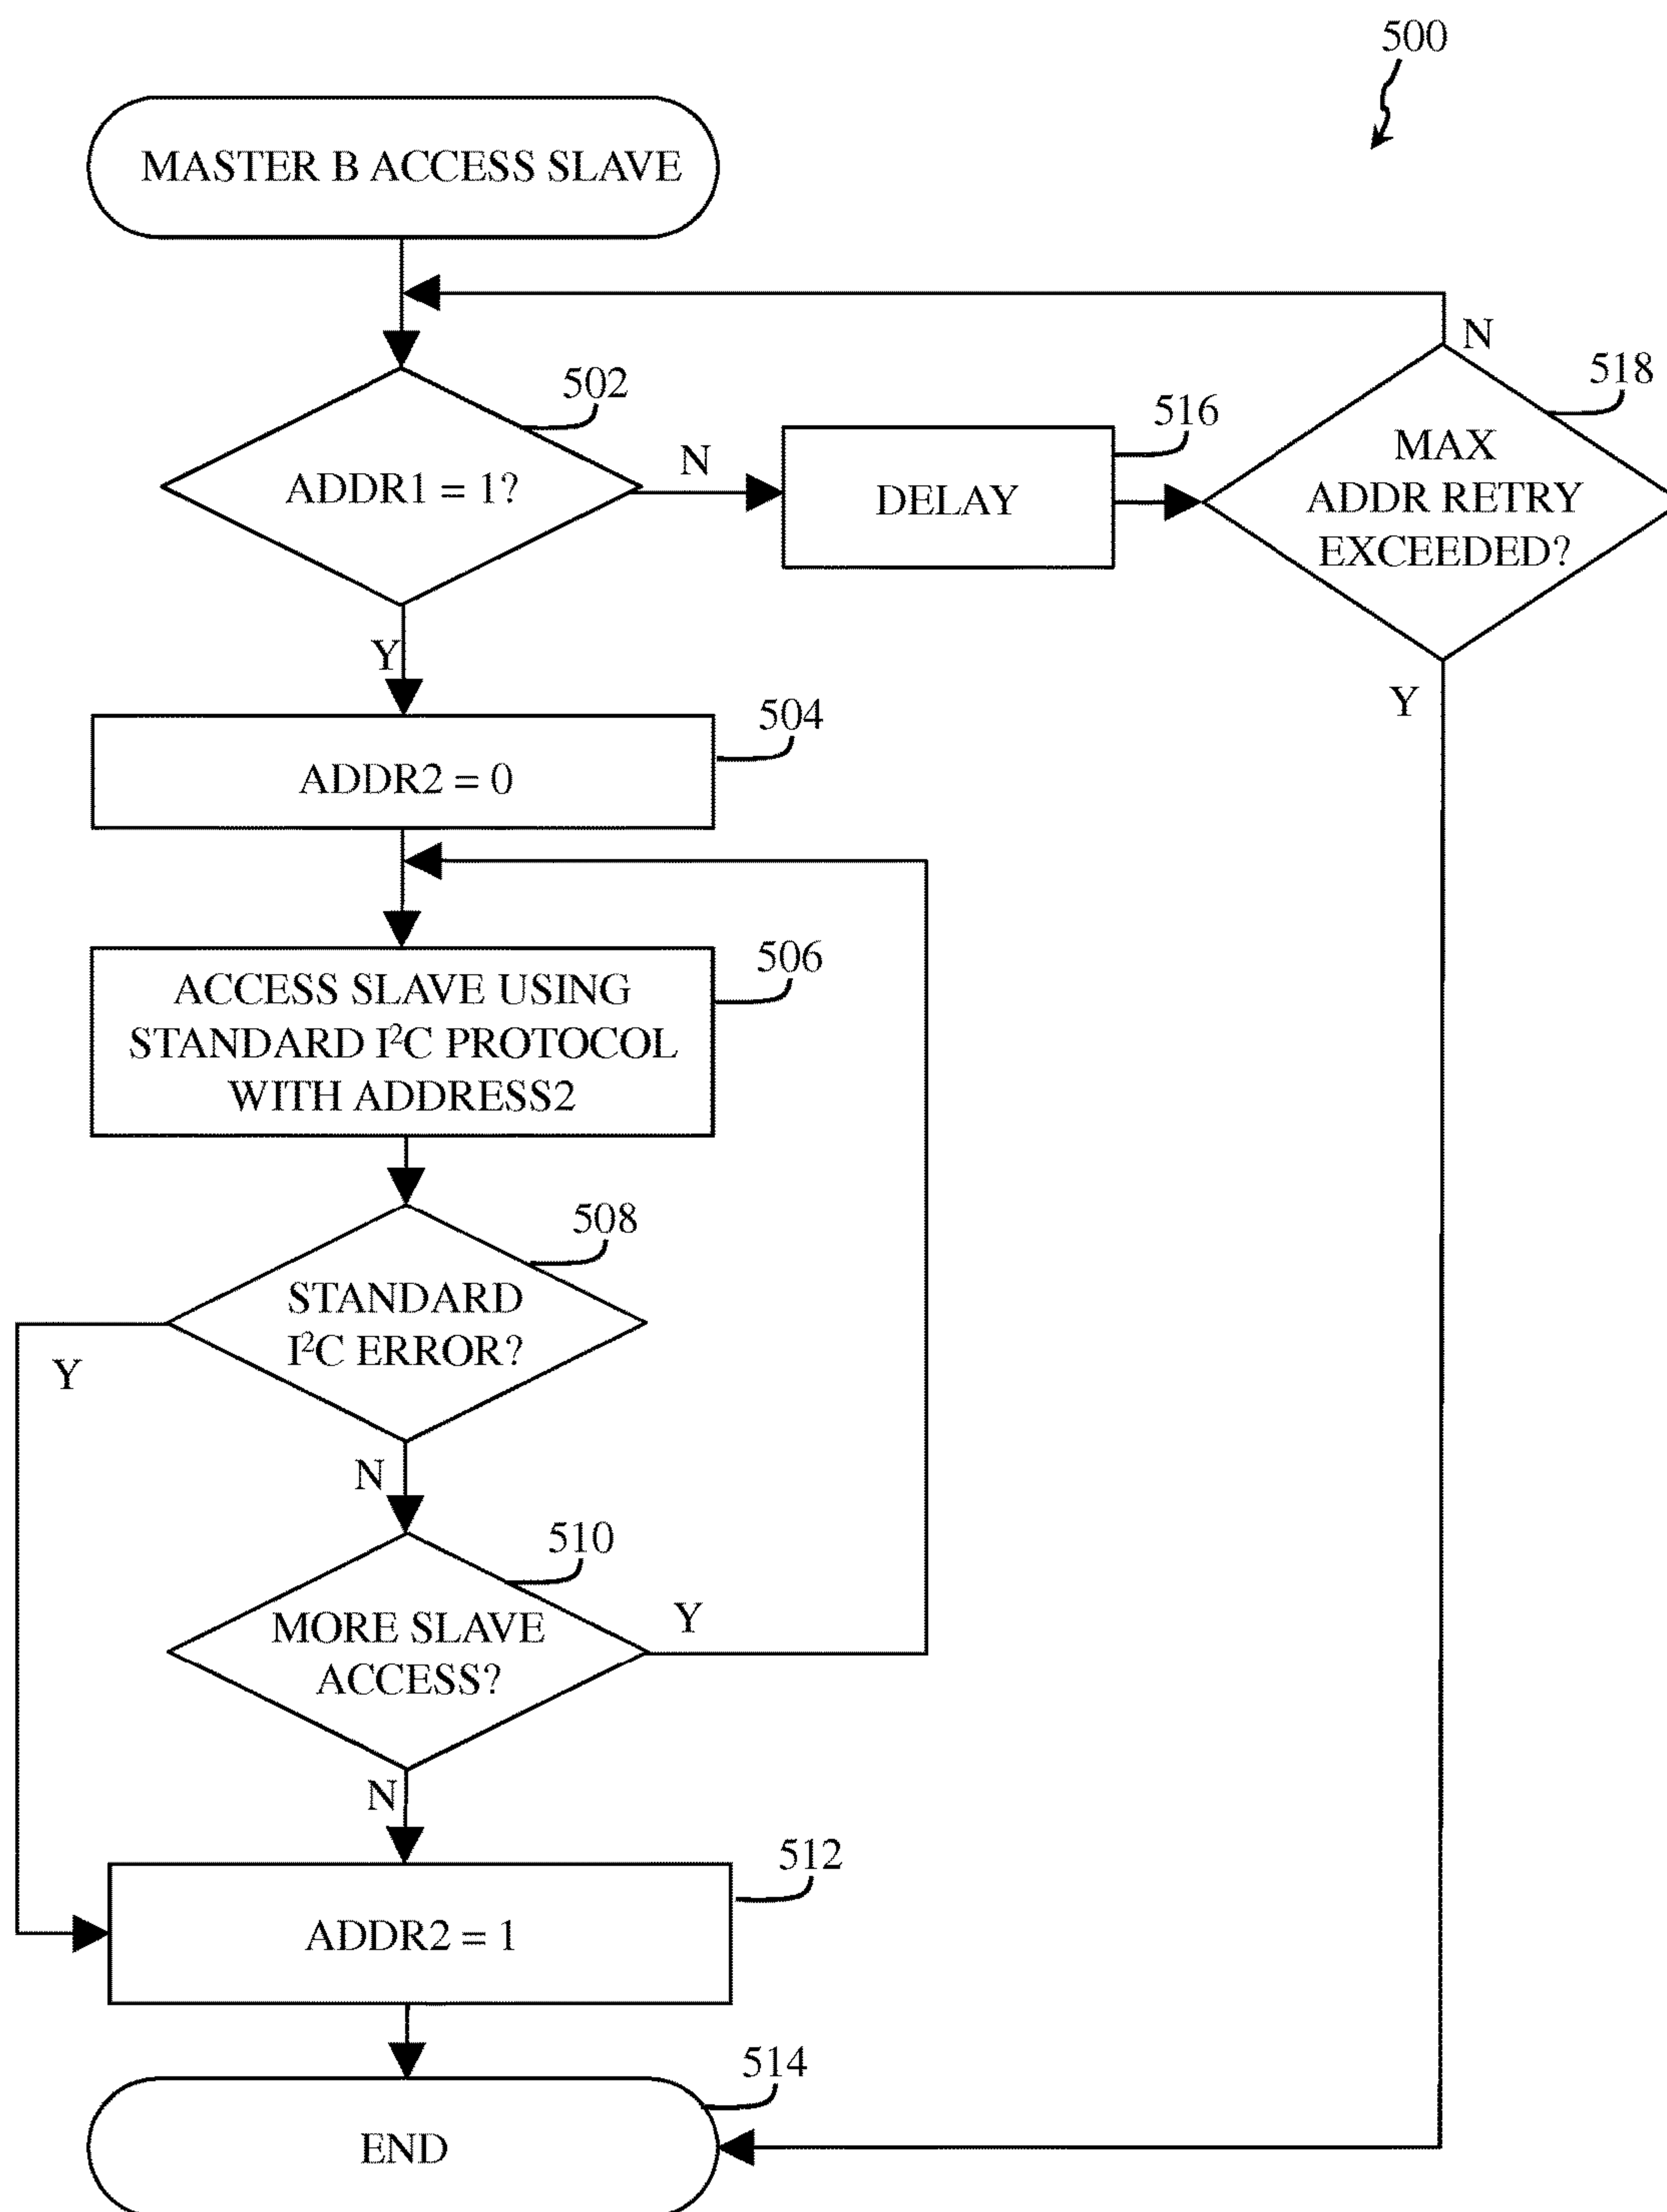 500
MASTER B ACCESS SLAVE
N
502
518
516
MAX
N
ADDR1 = 1?
DELAY
ADDR RETRY
EXCEEDED?
Y
Y
504
ADDR2 = 0
506
ACCESS SLAVE USING
STANDARD I²C PROTOCOL
WITH ADDRESS2
508
STANDARD
I²C ERROR?
Y
N
510
MORE SLAVE
Y
ACCESS?
N
512
ADDR2 = 1
514
END